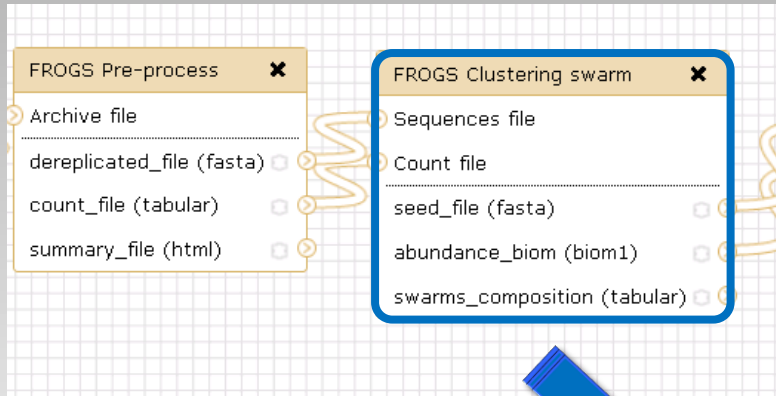 FROGS Pre-process
Archive file
dereplicated_file (fasta)
count_file (tabular)
summary_file (html)
FROGS Clustering swarm
Sequences file
Count file
seed_file (fasta)
abundance_biom (biom1)
swarms_composition (tabular)